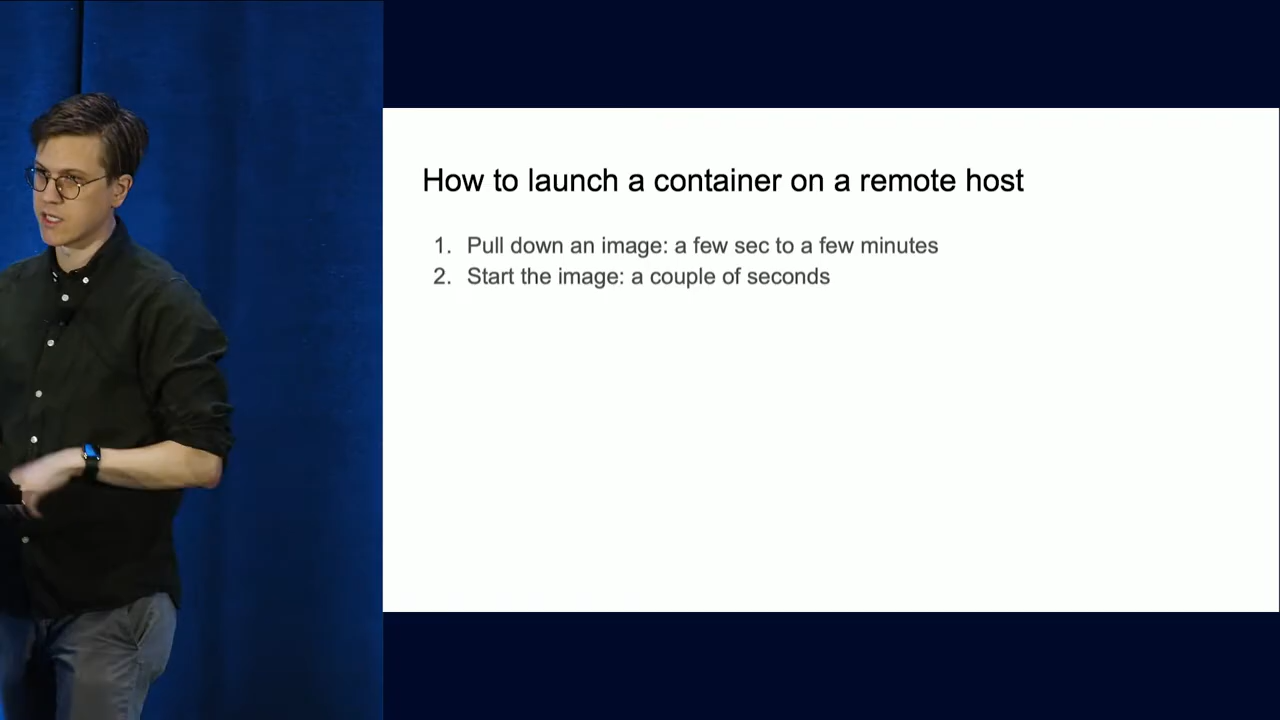 How to launch a container on a remote host
1. Pull down an image: a few sec to a few minutes
2. Start the image: a couple of seconds